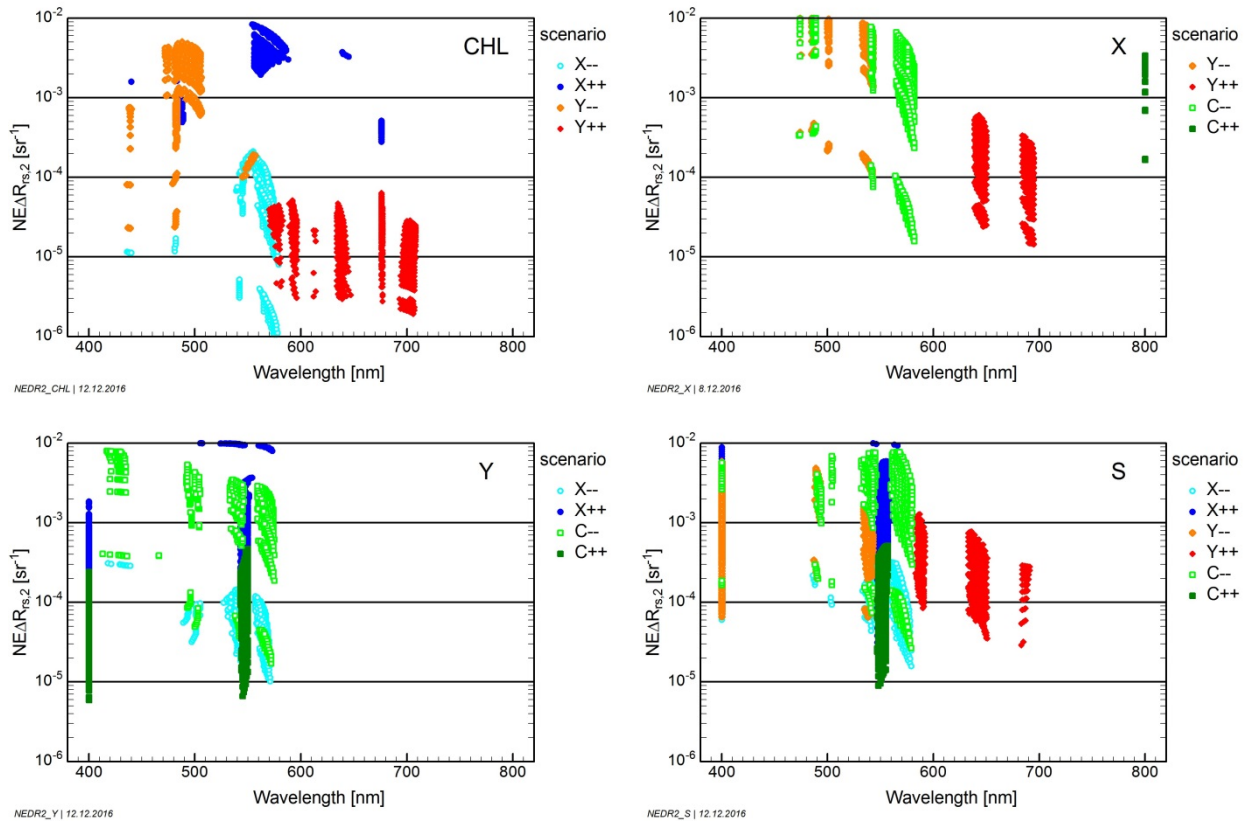 CHL
scenario
X--
X++
Y--
Y++
NEΔR_rs,2 [sr^-1]
10^-2
10^-3
10^-4
10^-5
10^-6
400 500 600 700 800
Wavelength [nm]
NEDR2_CHL | 12.12.2016
X
scenario
Y--
Y++
C--
C++
NEΔR_rs,2 [sr^-1]
10^-2
10^-3
10^-4
10^-5
10^-6
400 500 600 700 800
Wavelength [nm]
NEDR2_X | 8.12.2016
Y
scenario
X--
X++
C--
C++
NEΔR_rs,2 [sr^-1]
10^-2
10^-3
10^-4
10^-5
10^-6
400 500 600 700 800
Wavelength [nm]
NEDR2_Y | 12.12.2016
S
scenario
X--
X++
Y--
Y++
C--
C++
NEΔR_rs,2 [sr^-1]
10^-2
10^-3
10^-4
10^-5
10^-6
400 500 600 700 800
Wavelength [nm]
NEDR2_S | 12.12.2016